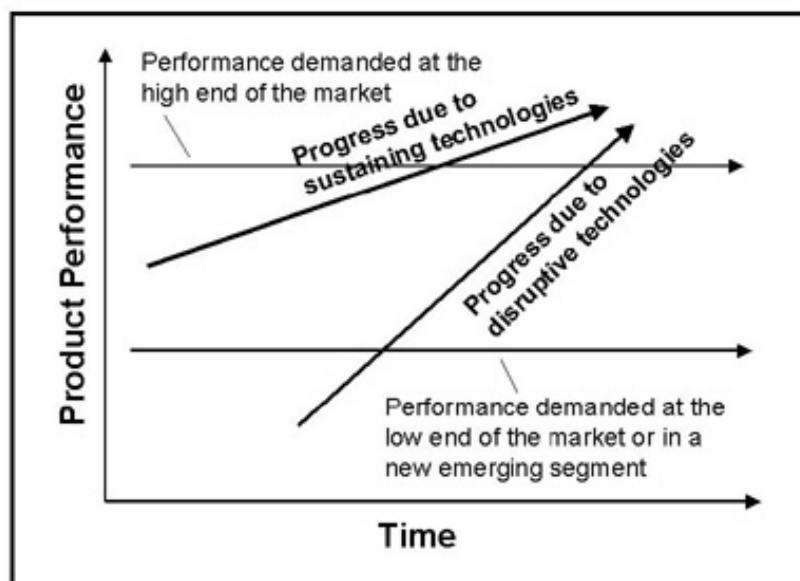 Performance demanded at the
high end of the market
Progress due to
sustaining technologies
Progress due to
disruptive technologies
Product Performance
Performance demanded at the
low end of the market or in a
new emerging segment
Time